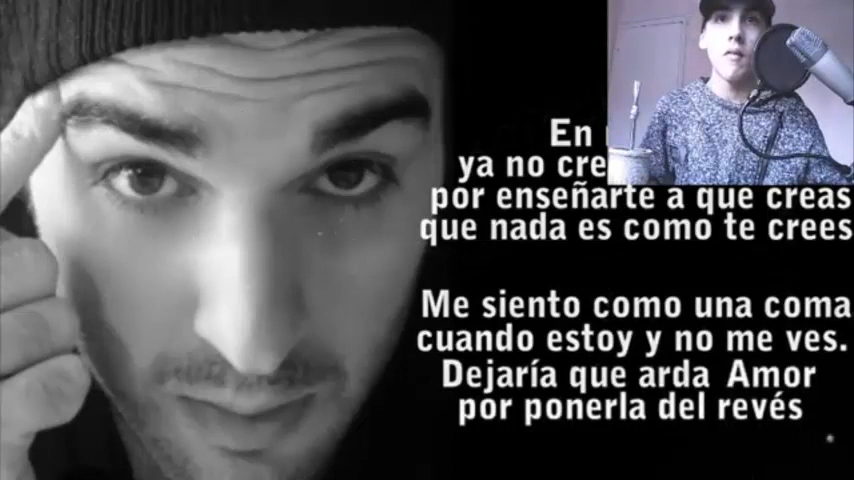 En
ya no
por enseñarte a que creas
que nada es como te crees
Me siento como una coma
cuando estoy y no me ves.
Dejaría que arda Amor
por ponerla del revés